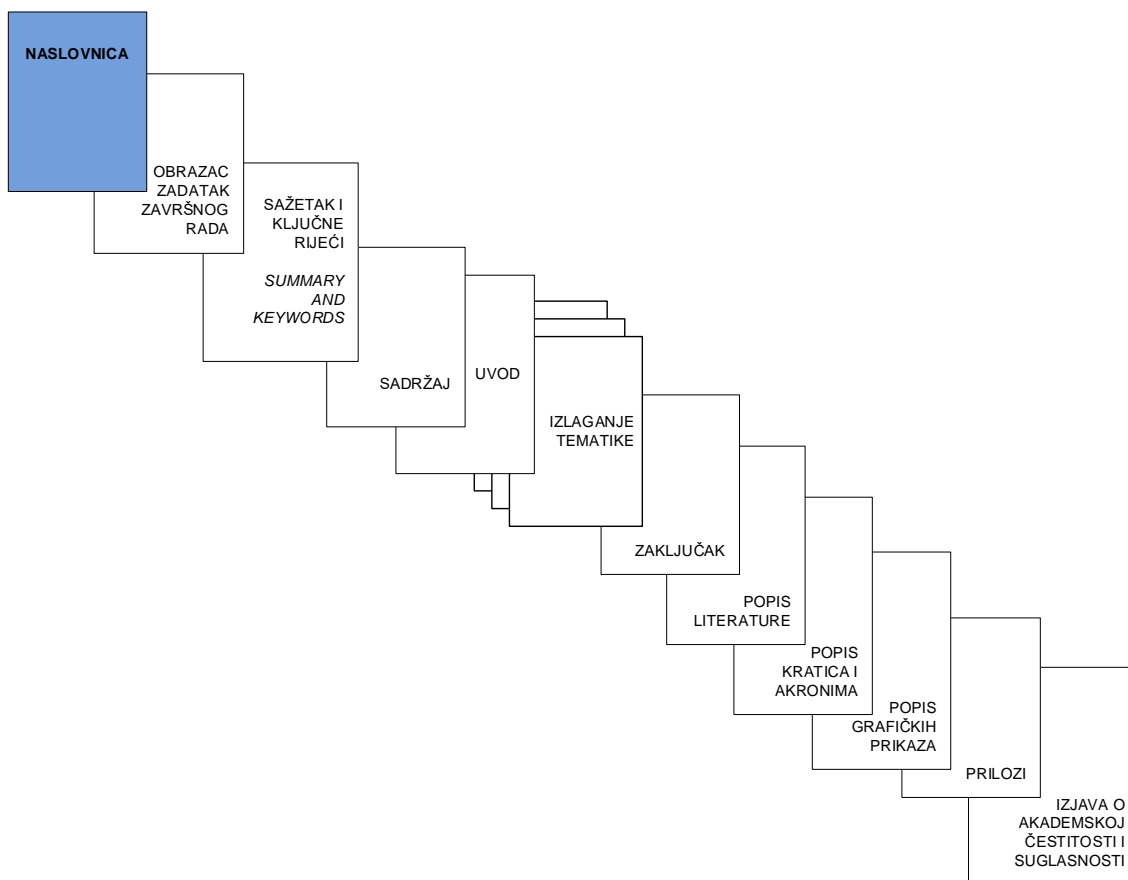 NASLOVNICA
OBRAZAC
ZADATAK
ZAVRŠNOG
RADA
SAŽETAK I
KLJUČNE
RIJEĆI
SUMMARY
AND
KEYWORDS
SADRŽAJ
UVOD
IZLAGANJE
TEMATIKE
ZAKLJUČAK
POPIS
LITERATURE
POPIS
KRATICA I
AKRONIMA
POPIS
GRAFIČKIH
PRIKAZA
PRILOZI
IZJAVA O
AKADEMSKOJ
ČESTITOSTI I
SUGLASNOSTI